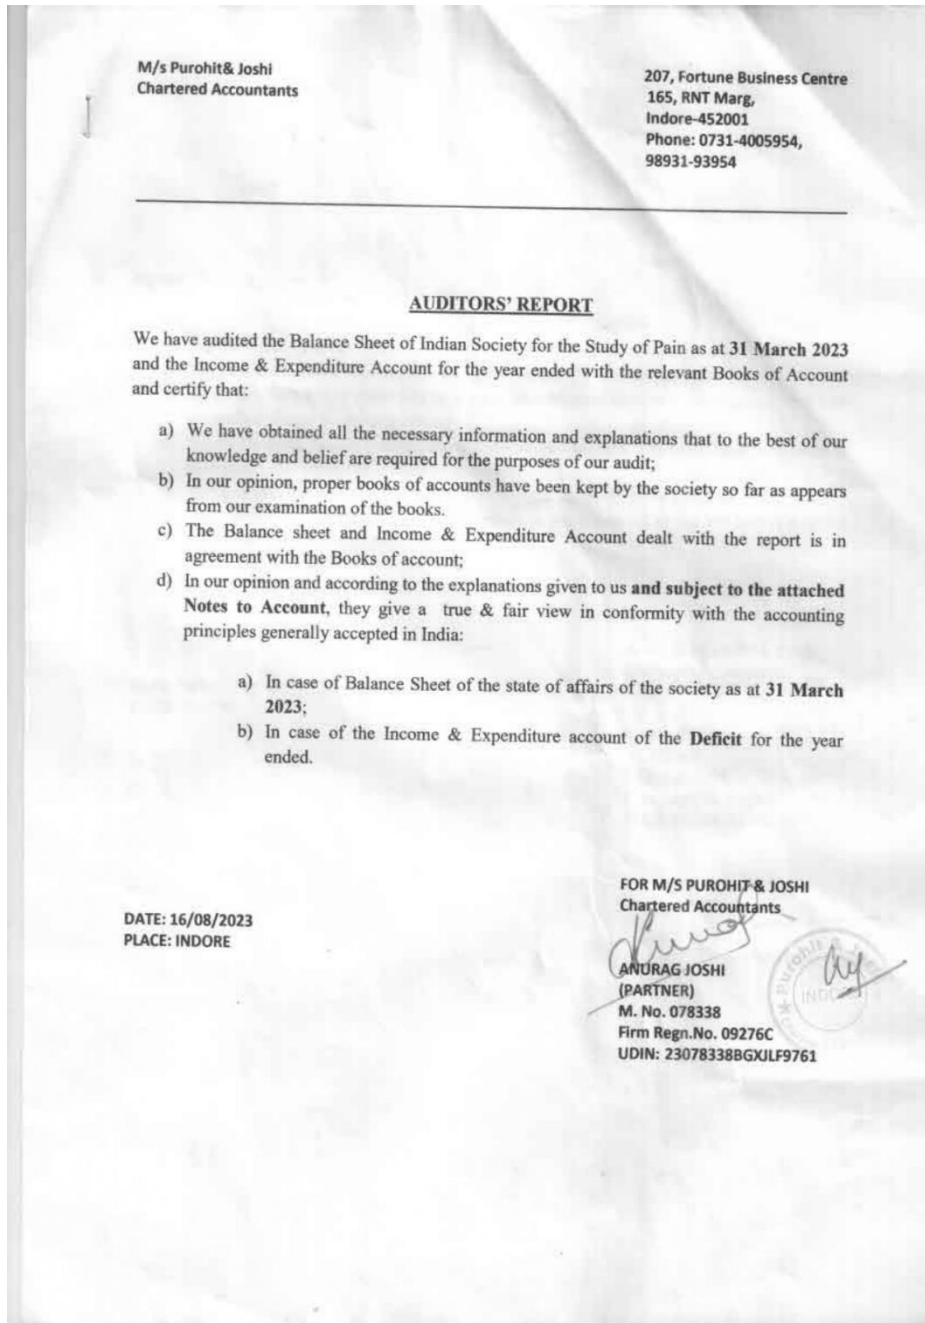 M/s Purohit& Joshi
Chartered Accountants
207, Fortune Business Centre
165, RNT Marg,
Indore-452001
Phone: 0731-4005954,
98931-93954
AUDITORS' REPORT
We have audited the Balance Sheet of Indian Society for the Study of Pain as at 31 March 2023
and the Income & Expenditure Account for the year ended with the relevant Books of Account
and certify that:
a) We have obtained all the necessary information and explanations that to the best of our
knowledge and belief are required for the purposes of our audit;
b) In our opinion, proper books of accounts have been kept by the society so far as appears
from our examination of the books.
c) The Balance sheet and Income & Expenditure Account dealt with the report is in
agreement with the Books of account;
d) In our opinion and according to the explanations given to us and subject to the attached
Notes to Account, they give a true & fair view in conformity with the accounting
principles generally accepted in India:
a) In case of Balance Sheet of the state of affairs of the society as at 31 March
2023;
b) In case of the Income & Expenditure account of the Deficit for the year
ended.
DATE: 16/08/2023
PLACE: INDORE
FOR M/S PUROHIT & JOSHI
Chartered Accountants
ANURAG JOSHI
(PARTNER)
M. No. 078338
Firm Regn.No. 09276C
UDIN: 23078338BGXJLF9761
Purohit &